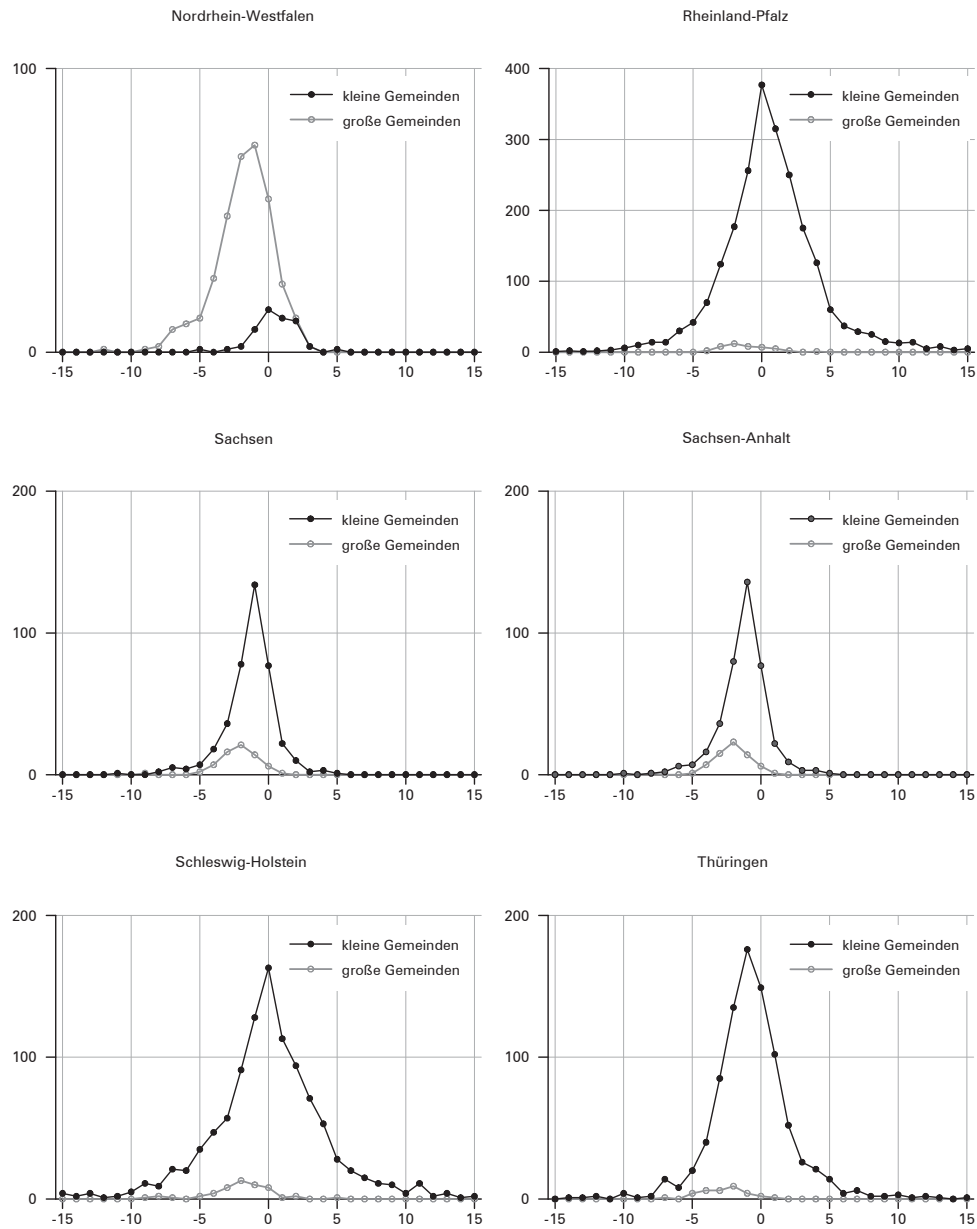 Nordrhein-Westfalen
100
kleine Gemeinden
große Gemeinden
0
-15 -10 -5 0 5 10 15
Rheinland-Pfalz
400
kleine Gemeinden
große Gemeinden
300
200
100
0
-15 -10 -5 0 5 10 15
Sachsen
200
kleine Gemeinden
große Gemeinden
100
0
-15 -10 -5 0 5 10 15
Sachsen-Anhalt
200
kleine Gemeinden
große Gemeinden
100
0
-15 -10 -5 0 5 10 15
Schleswig-Holstein
200
kleine Gemeinden
große Gemeinden
100
0
-15 -10 -5 0 5 10 15
Thüringen
200
kleine Gemeinden
große Gemeinden
100
0
-15 -10 -5 0 5 10 15